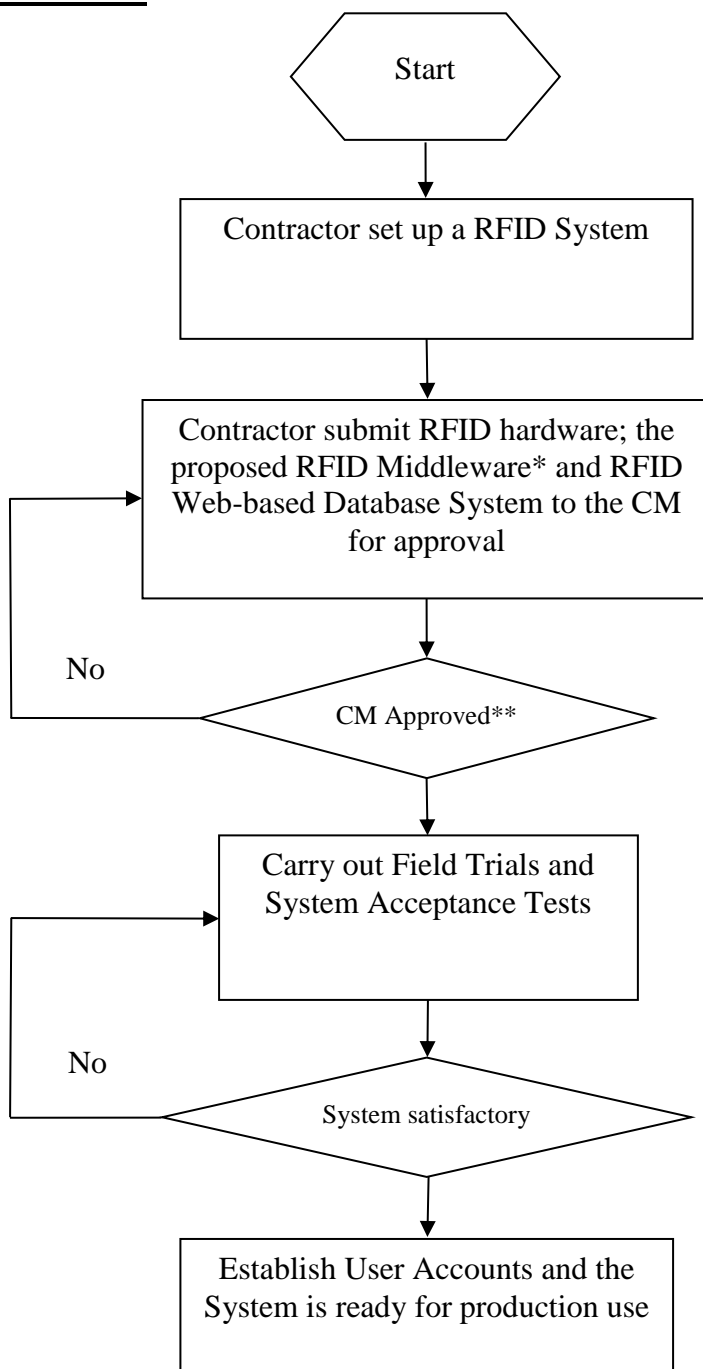 Start
Contractor set up a RFID System
Contractor submit RFID hardware; the
proposed RFID Middleware* and RFID
Web-based Database System to the CM
for approval
No
CM Approved**
Carry out Field Trials and
System Acceptance Tests
No
System satisfactory
Establish User Accounts and the
System is ready for production use